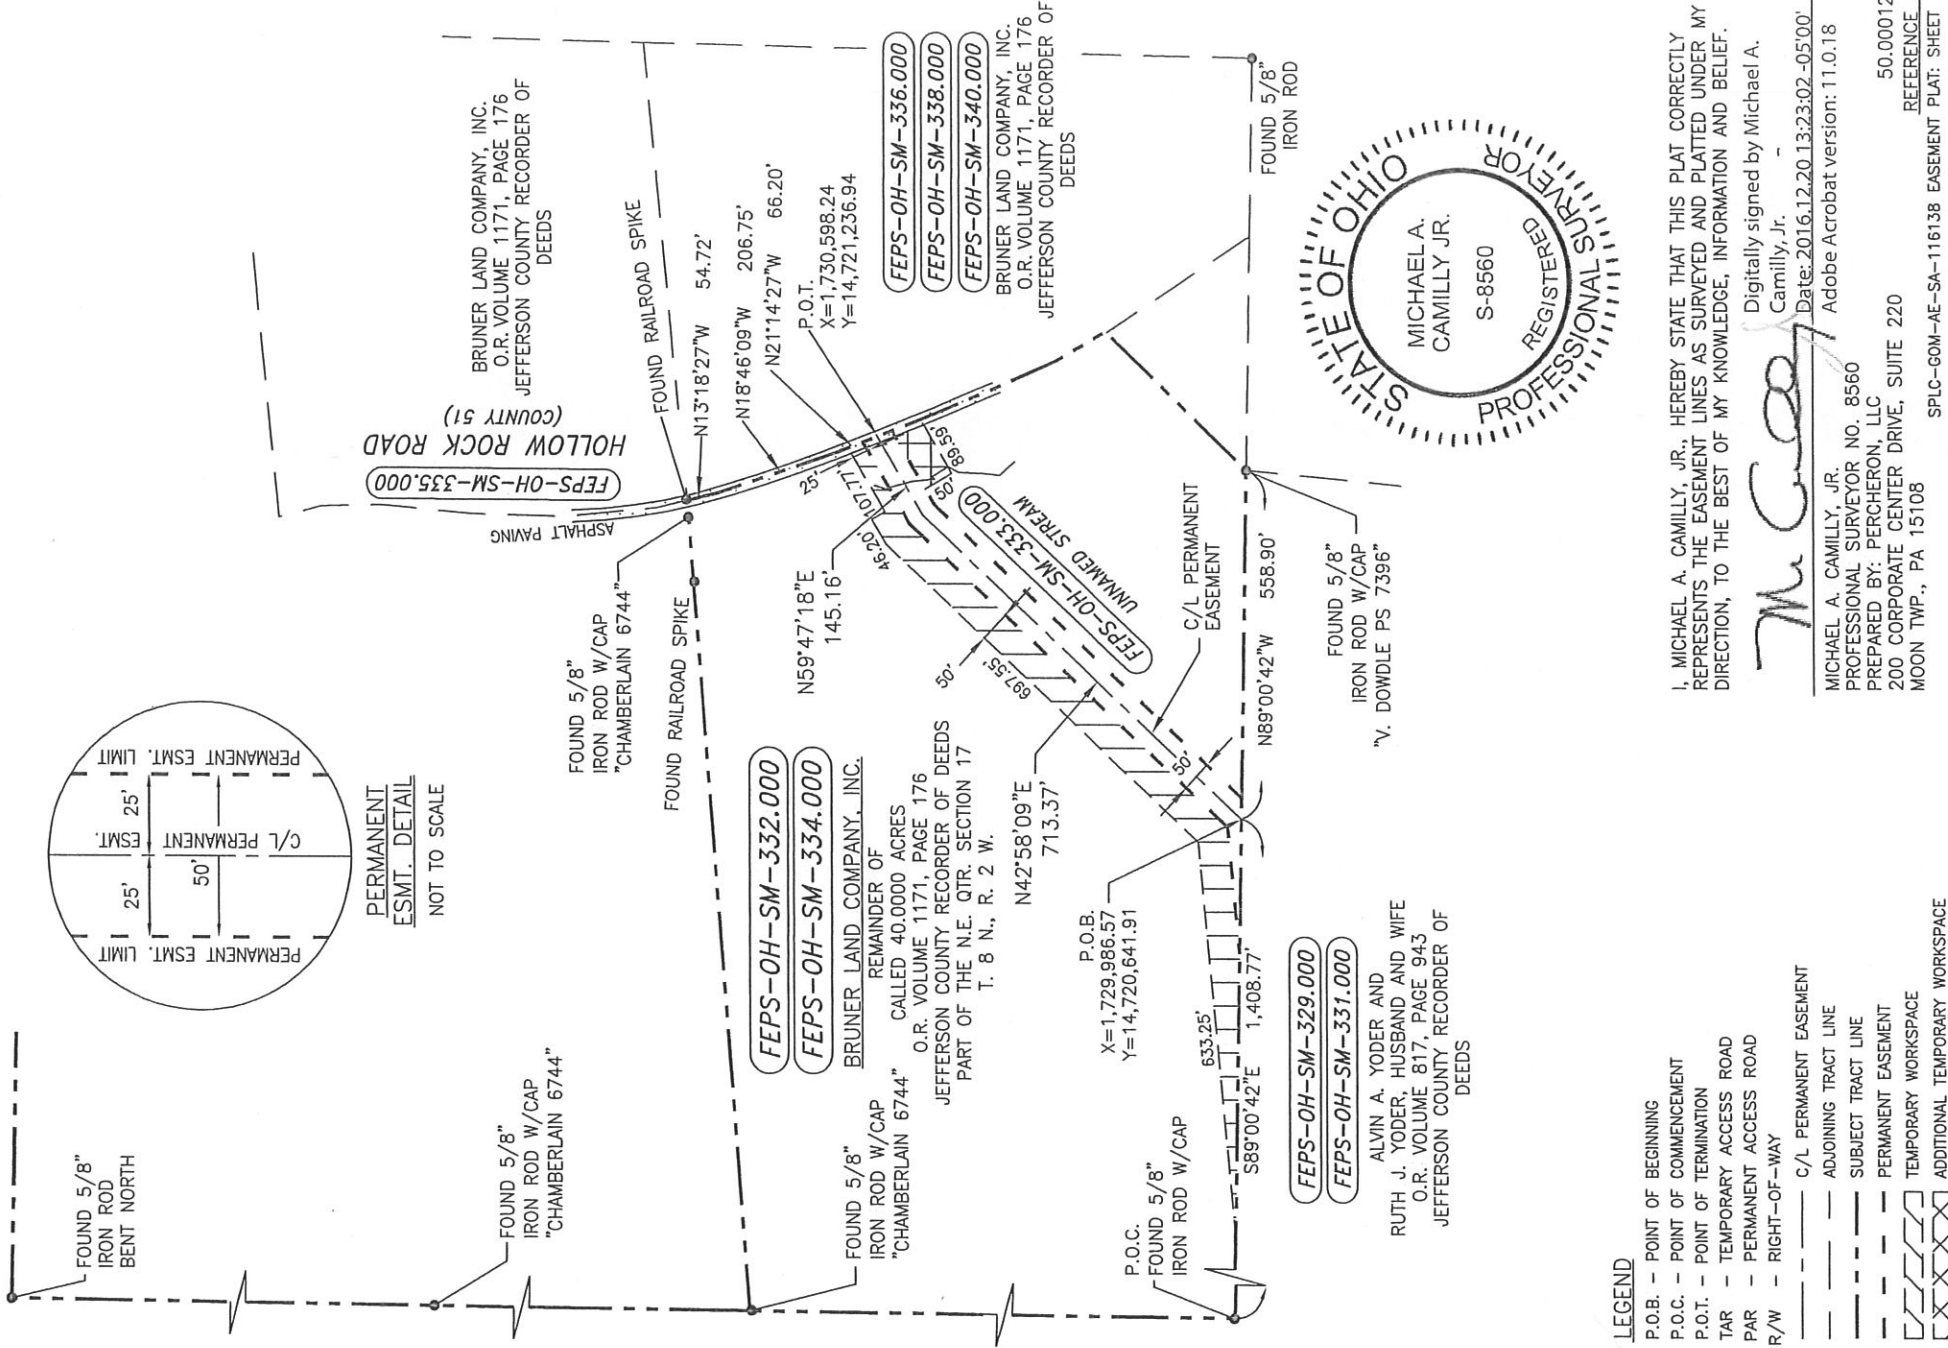 PERMANENT ESMT. LIMIT
25'
C/L PERMANENT ESMT.
50'
25'
PERMANENT ESMT. LIMIT
PERMANENT
ESMT. DETAIL
NOT TO SCALE
FOUND 5/8"
IRON ROD
BENT NORTH
FOUND 5/8"
IRON ROD W/CAP
"CHAMBERLAIN 6744"
FOUND 5/8"
IRON ROD W/CAP
"CHAMBERLAIN 6744"
FOUND 5/8"
IRON ROD W/CAP
"CHAMBERLAIN 6744"
FOUND RAILROAD SPIKE
FEPS-OH-SM-332.000
FEPS-OH-SM-334.000
BRUNER LAND COMPANY, INC.
REMAINDER OF
CALLED 40.0000 ACRES
O.R. VOLUME 1171, PAGE 176
JEFFERSON COUNTY RECORDER OF DEEDS
PART OF THE N.E. QTR. SECTION 17
T. 8 N., R. 2 W.
ASPHALT PAVING
FEPS-OH-SM-335.000
HOLLOW ROCK ROAD
(COUNTY 51)
BRUNER LAND COMPANY, INC.
O.R. VOLUME 1171, PAGE 176
JEFFERSON COUNTY RECORDER OF
DEEDS
FOUND RAILROAD SPIKE
N13°18'27"W 54.72'
N18°46'09"W 206.75'
N21°14'27"W 66.20'
P.O.T.
X=1,730,598.24
Y=14,721,236.94
FEPS-OH-SM-336.000
FEPS-OH-SM-338.000
FEPS-OH-SM-340.000
BRUNER LAND COMPANY, INC.
O.R. VOLUME 1171, PAGE 176
JEFFERSON COUNTY RECORDER OF
DEEDS
N59°47'18"E
145.16'
25'
107.77'
46.20'
50'
89.59'
FEPS-OH-SM-333.000
UNNAMED STREAM
50'
697.55'
N42°58'09"E
713.37'
C/L PERMANENT
EASEMENT
50'
P.O.B.
X=1,729,986.57
Y=14,720,641.91
633.25'
S89°00'42"E 1,408.77'
N89°00'42"W 558.90'
P.O.C.
FOUND 5/8"
IRON ROD W/CAP
FOUND 5/8"
IRON ROD W/CAP
"V. DOWDLE PS 7396"
FOUND 5/8"
IRON ROD
FEPS-OH-SM-329.000
FEPS-OH-SM-331.000
ALVIN A. YODER AND
RUTH J. YODER, HUSBAND AND WIFE
O.R. VOLUME 817, PAGE 943
JEFFERSON COUNTY RECORDER OF
DEEDS
STATE OF OHIO
MICHAEL A.
CAMILLY JR.
S-8560
REGISTERED
PROFESSIONAL SURVEYOR
LEGEND
P.O.B. - POINT OF BEGINNING
P.O.C. - POINT OF COMMENCEMENT
P.O.T. - POINT OF TERMINATION
TAR - TEMPORARY ACCESS ROAD
PAR - PERMANENT ACCESS ROAD
R/W - RIGHT-OF-WAY
C/L PERMANENT EASEMENT
ADJOINING TRACT LINE
SUBJECT TRACT LINE
PERMANENT EASEMENT
TEMPORARY WORKSPACE
ADDITIONAL TEMPORARY WORKSPACE
I, MICHAEL A. CAMILLY, JR., HEREBY STATE THAT THIS PLAT CORRECTLY
REPRESENTS THE EASEMENT LINES AS SURVEYED AND PLATTED UNDER MY
DIRECTION, TO THE BEST OF MY KNOWLEDGE, INFORMATION AND BELIEF.
Digitally signed by Michael A.
Camilly, Jr.
Date: 2016.12.20 13:23:02 -05'00'
Adobe Acrobat version: 11.0.18
MICHAEL A. CAMILLY, JR.
PROFESSIONAL SURVEYOR NO. 8560
PREPARED BY: PERCHERON, LLC
200 CORPORATE CENTER DRIVE, SUITE 220
MOON TWP., PA 15108
50.00012
REFERENCE
SPLC-GOM-AE-SA-116138 EASEMENT PLAT: SHEET